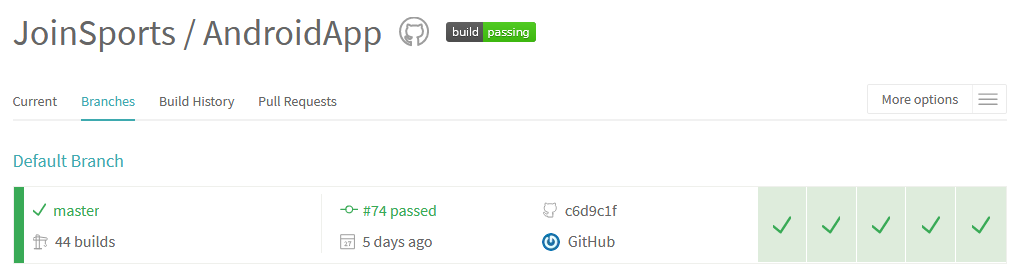 JoinSports / AndroidApp build passing
Current Branches Build History Pull Requests More options
Default Branch
master #74 passed c6d9c1f
44 builds 27 5 days ago GitHub